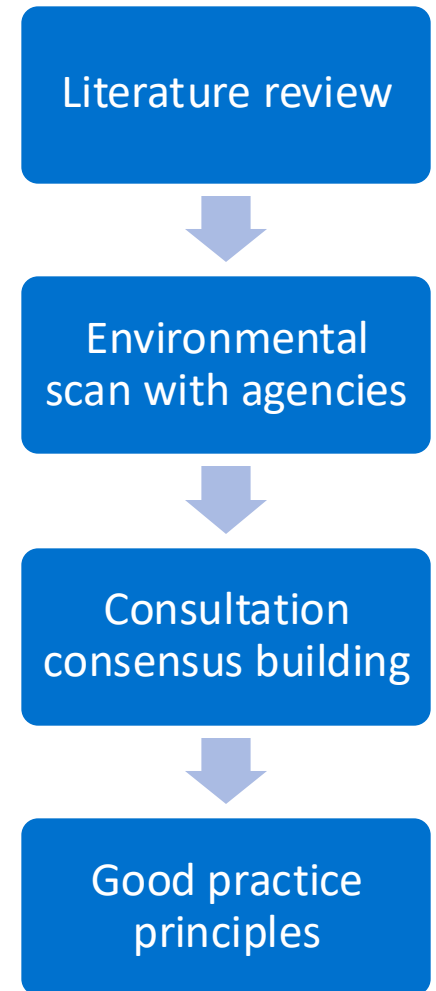 Literature review
Environmental
scan with agencies
Consultation
consensus building
Good practice
principles